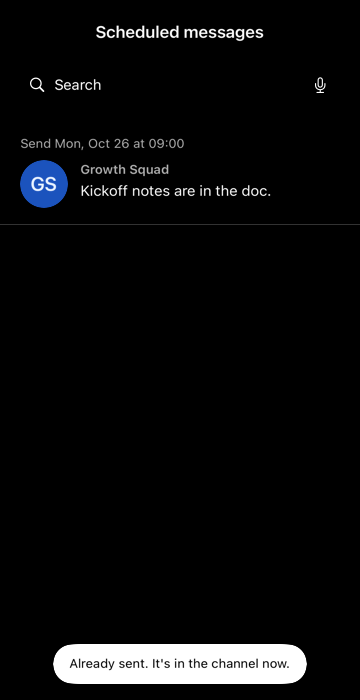 Scheduled messages
Search
Send Mon, Oct 26 at 09:00
GS
Growth Squad
Kickoff notes are in the doc.
Already sent. It's in the channel now.